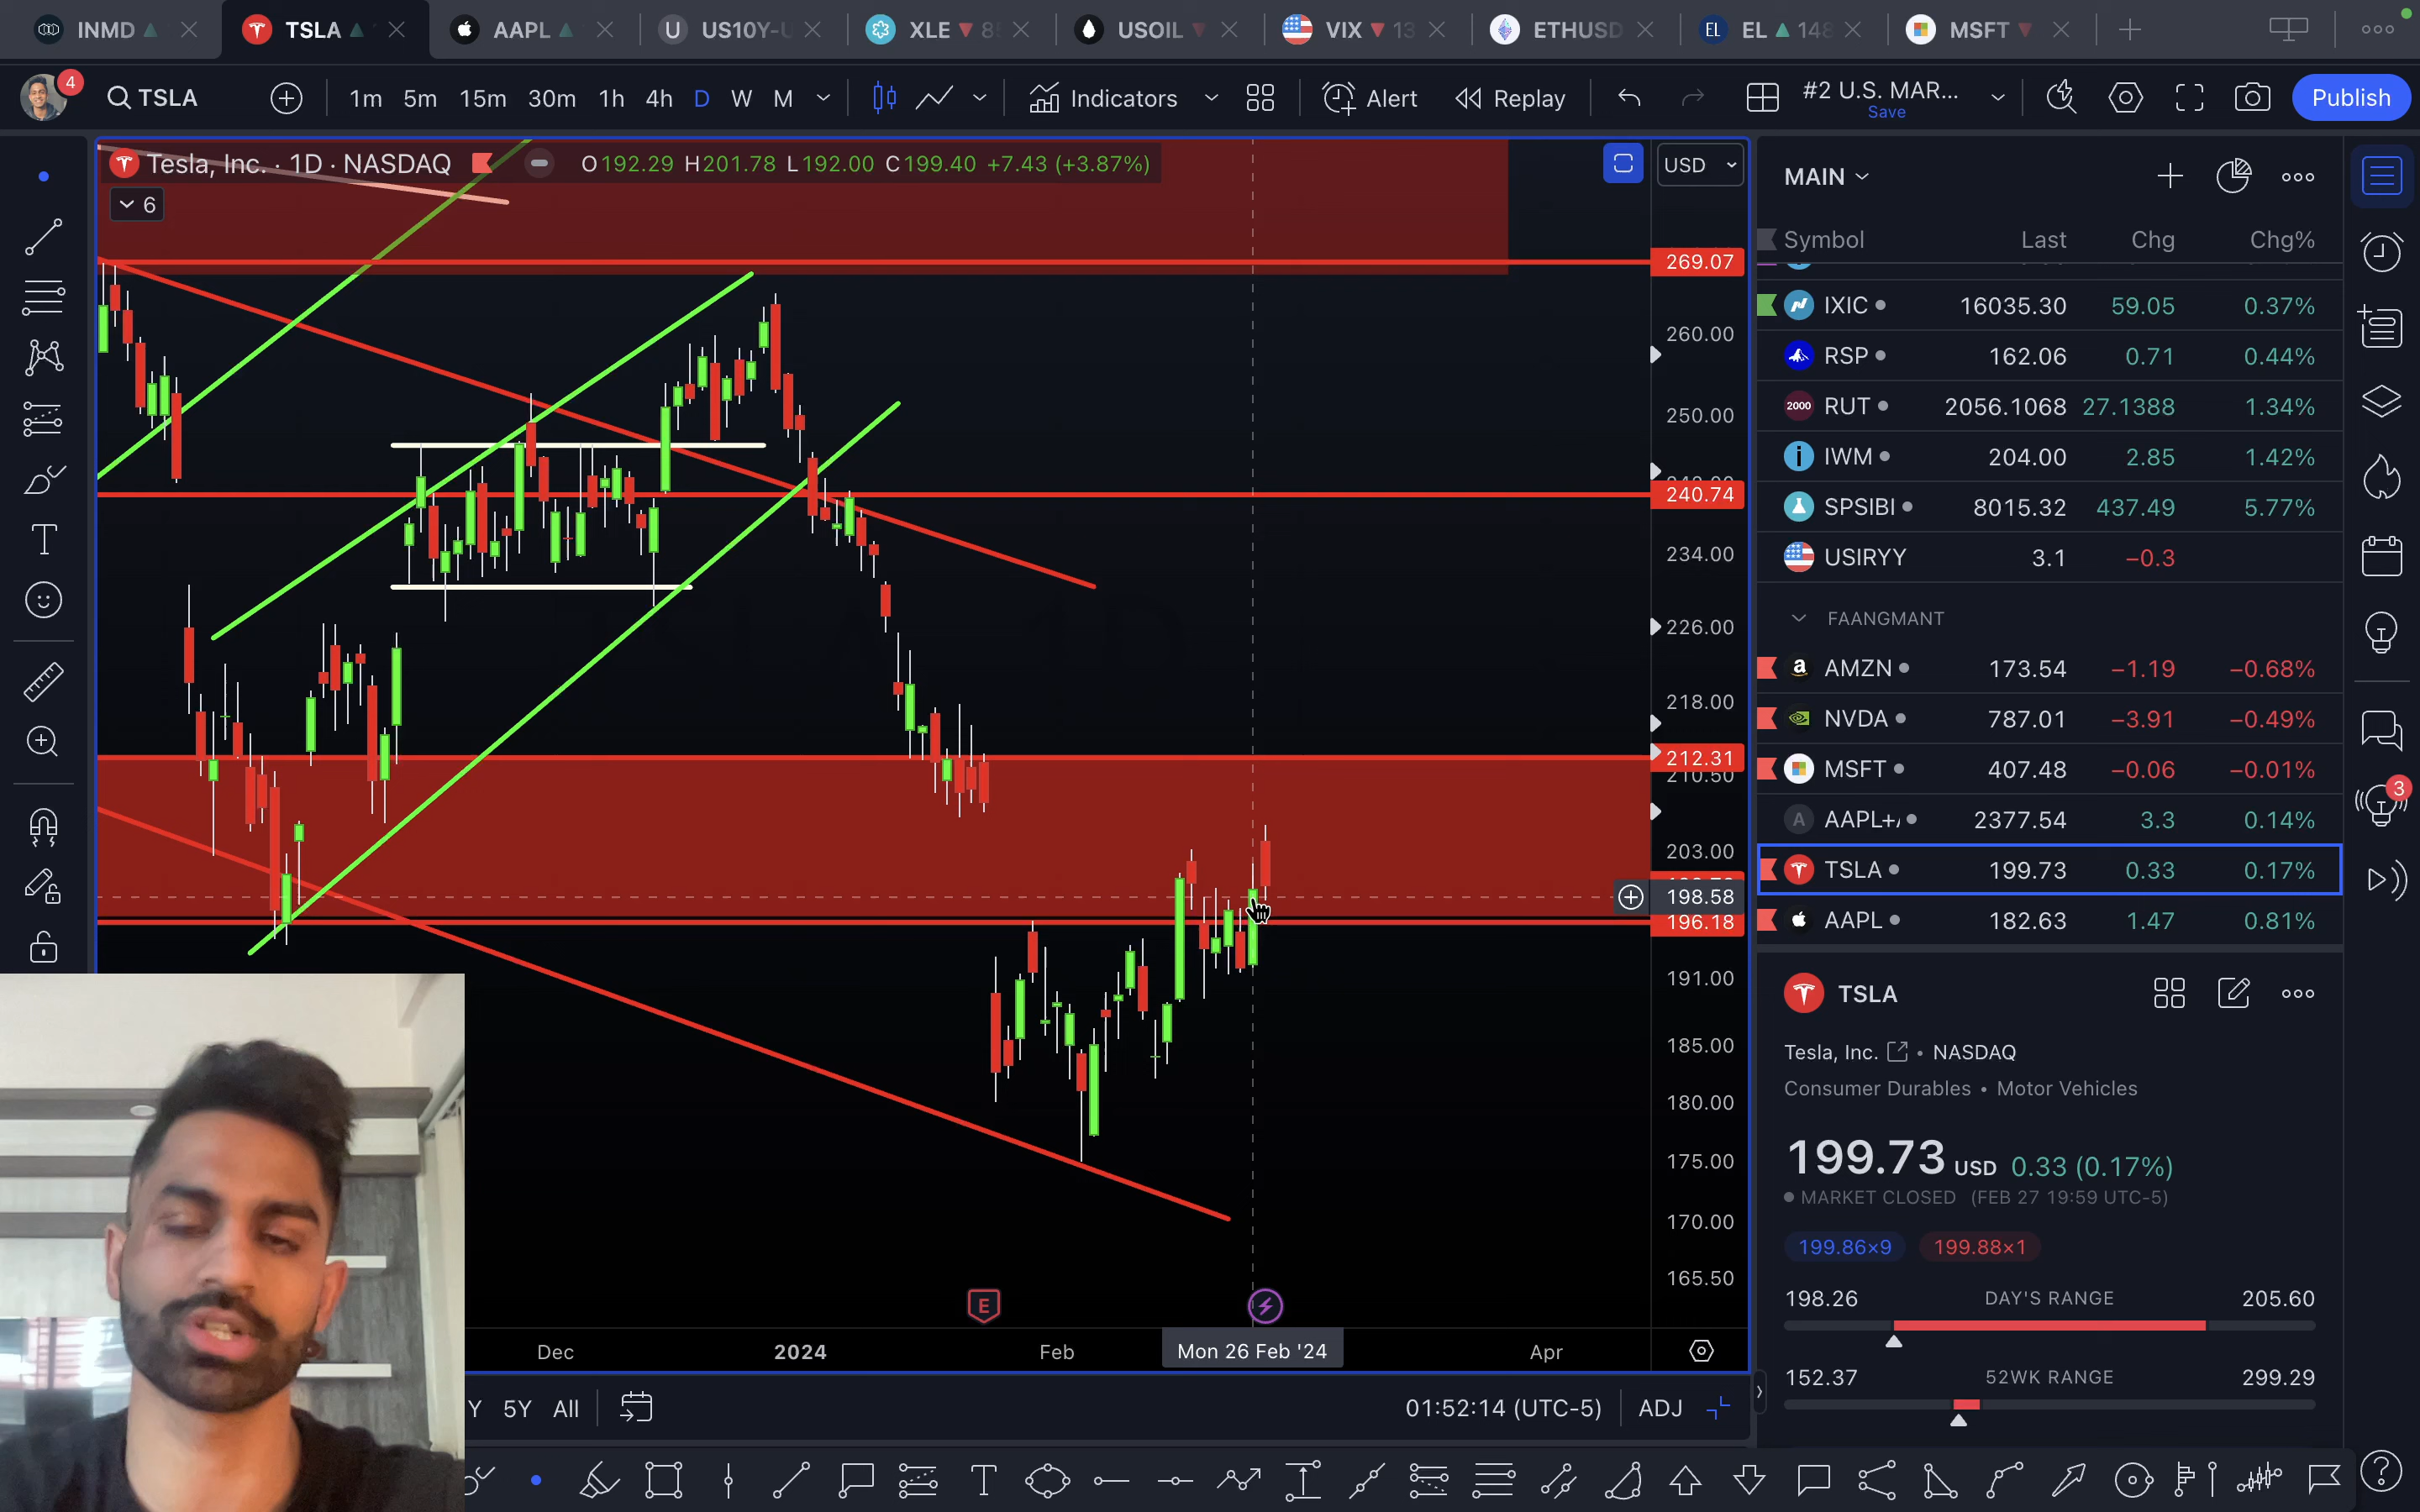 INMD TSLA AAPL US10Y-U XLE 8 USOIL VIX 13 ETHUSD EL 148 MSFT
4 TSLA 1m 5m 15m 30m 1h 4h D W M Indicators Alert Replay #2 U.S. MAR... Save Publish
Tesla, Inc. · 1D · NASDAQ O192.29 H201.78 L192.00 C199.40 +7.43 (+3.87%)
USD
6
269.07
260.00
250.00
240.74
234.00
226.00
218.00
212.31
210.50
203.00
198.58
196.18
191.00
185.00
180.00
175.00
170.00
165.50
E
Dec 2024 Feb Mon 26 Feb '24 Apr
Y 5Y All 01:52:14 (UTC-5) ADJ
MAIN
Symbol Last Chg Chg%
IXIC 16035.30 59.05 0.37%
RSP 162.06 0.71 0.44%
2000 RUT 2056.1068 27.1388 1.34%
IWM 204.00 2.85 1.42%
SPSIBI 8015.32 437.49 5.77%
USIRYY 3.1 −0.3
FAANGMANT
AMZN 173.54 −1.19 −0.68%
NVDA 787.01 −3.91 −0.49%
MSFT 407.48 −0.06 −0.01%
A AAPL+/ 2377.54 3.3 0.14%
TSLA 199.73 0.33 0.17%
AAPL 182.63 1.47 0.81%
3
TSLA
Tesla, Inc. • NASDAQ
Consumer Durables • Motor Vehicles
199.73 USD 0.33 (0.17%)
MARKET CLOSED (FEB 27 19:59 UTC-5)
199.86×9 199.88×1
198.26 DAY'S RANGE 205.60
152.37 52WK RANGE 299.29